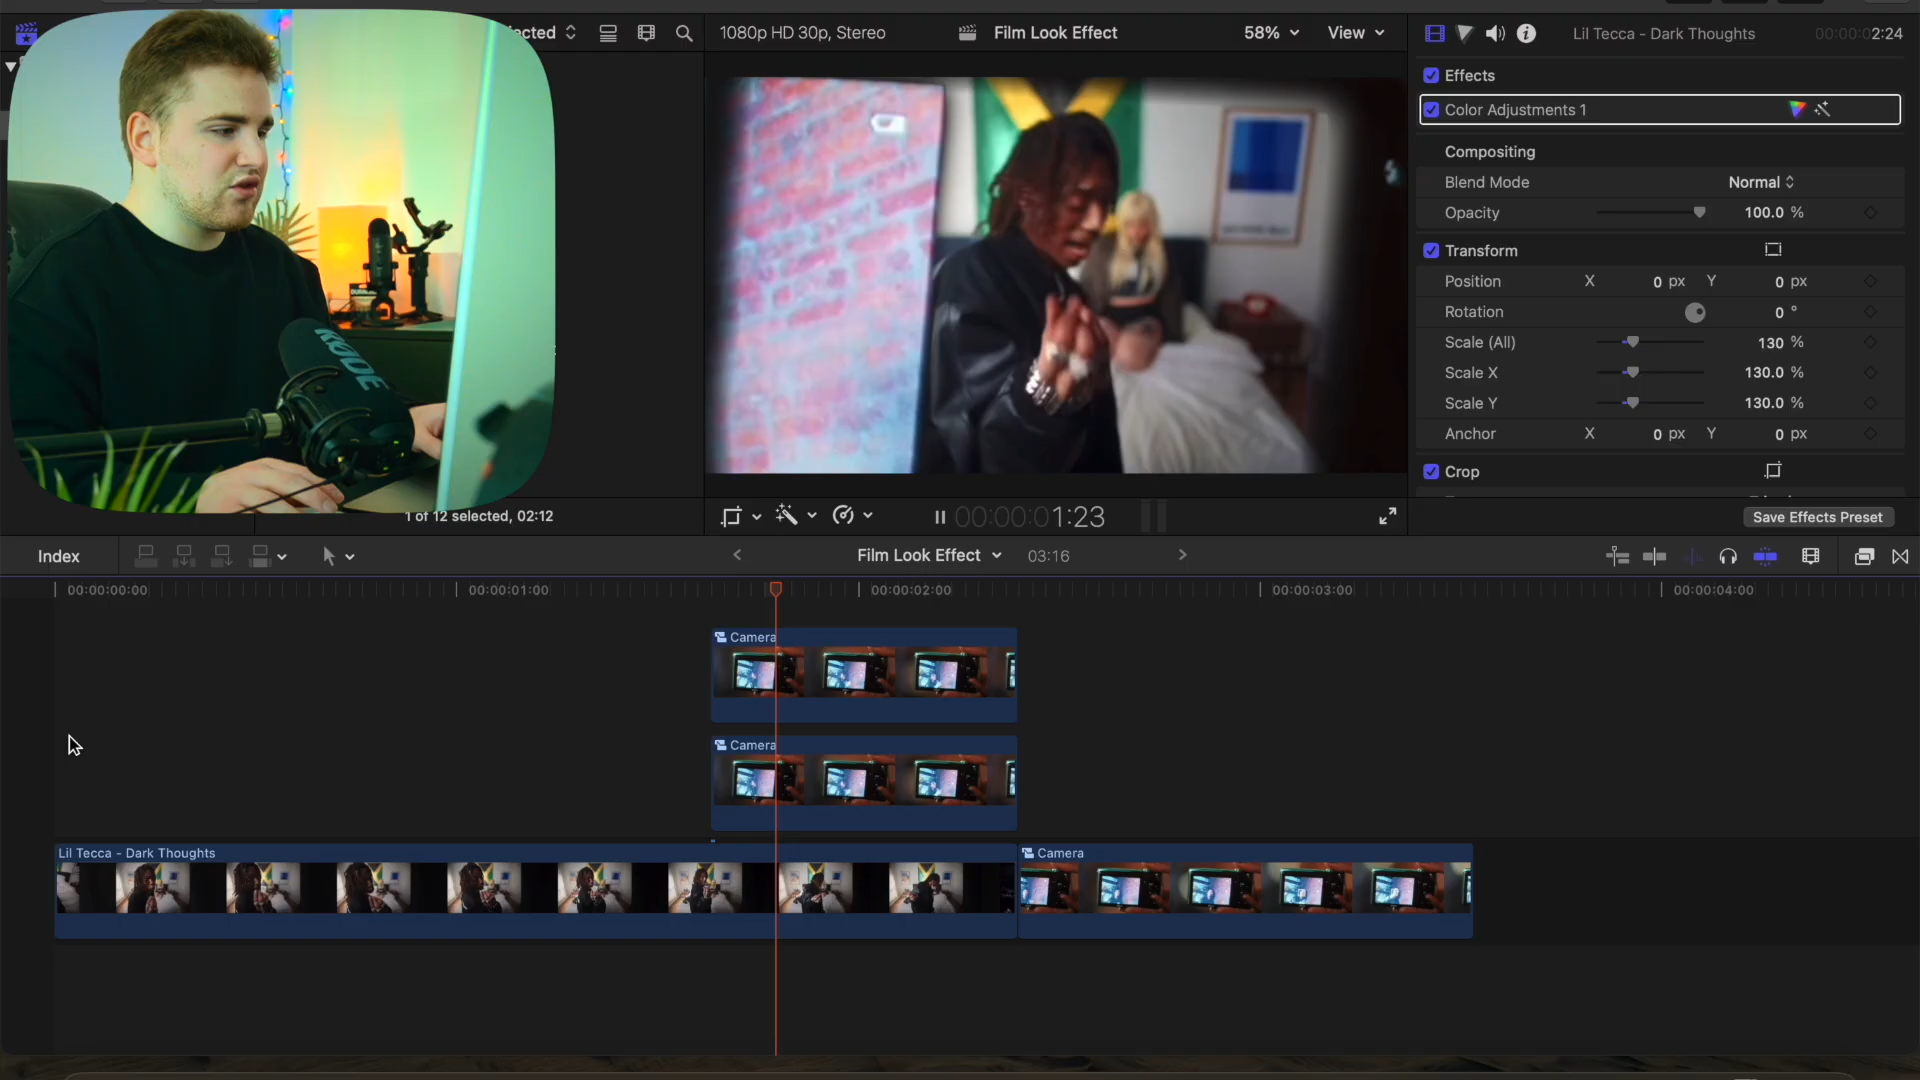 cted
1080p HD 30p, Stereo
Film Look Effect
58%
View
Lil Tecca - Dark Thoughts
00:00:02:24
Effects
Color Adjustments 1
Compositing
Blend Mode
Normal
Opacity
100.0 %
Transform
Position X 0 px Y 0 px
Rotation 0 °
Scale (All) 130 %
Scale X 130.0 %
Scale Y 130.0 %
Anchor X 0 px Y 0 px
Crop
RØDE
1 of 12 selected, 02:12
00:00:01:23
Save Effects Preset
Index
Film Look Effect
03:16
00:00:00:00
00:00:01:00
00:00:02:00
00:00:03:00
00:00:04:00
Camera
Camera
Lil Tecca - Dark Thoughts
Camera